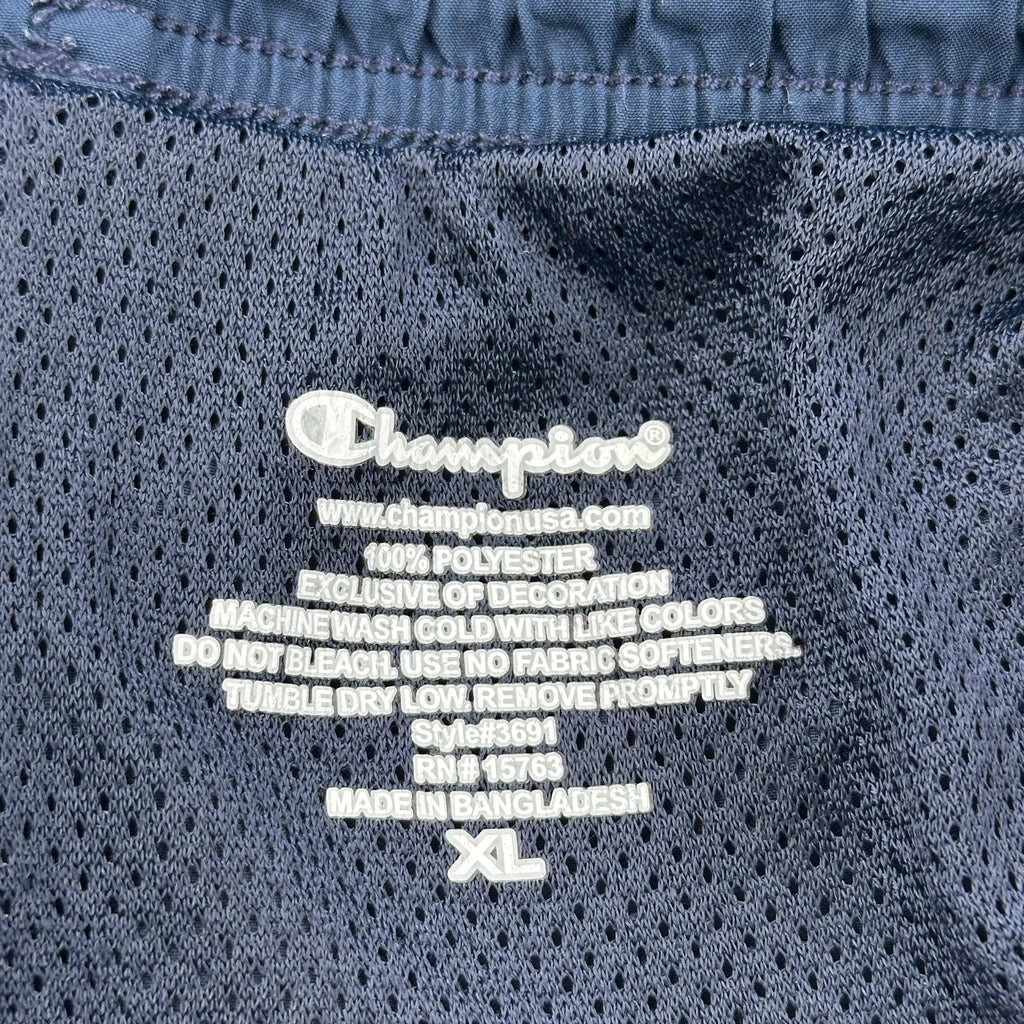 Champion®
www.championusa.com
100% POLYESTER
EXCLUSIVE OF DECORATION
MACHINE WASH COLD WITH LIKE COLORS
DO NOT BLEACH. USE NO FABRIC SOFTENERS.
TUMBLE DRY LOW. REMOVE PROMPTLY
Style#3691
RN# 15763
MADE IN BANGLADESH
XL